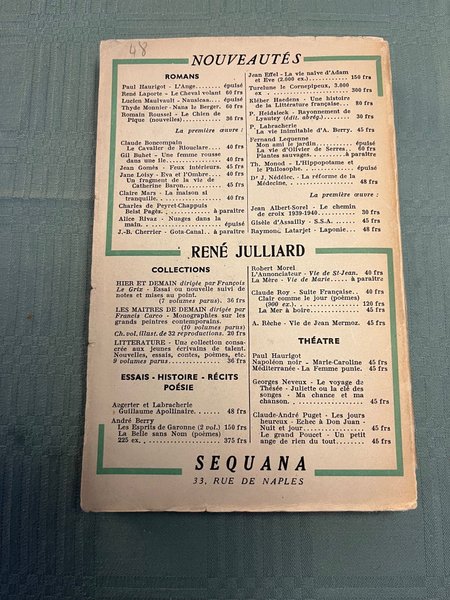 48
NOUVEAUTÉS
ROMANS
Paul Haurigot - L'Ange...... épuisé
René Laporte - Le Cheval volant 60 frs
Lucien Maulvault - Nausicaa.... épuisé
Thyde Monnier - Nans le Berger. 60 frs
Romains Roussel - Le Chien de
Pique (nouvelles)............ 36 frs
La première œuvre :
Claude Boncompain
Le Cavalier de Riouclare.... 40 frs
Gil Buhet - Une femme rousse
dans une île............ 40 frs
Jean Gomès - Feux Antérieurs. 45 frs
Jane Loisy - Eva et l'Ombre.. 40 frs
Un fragment de la vie de
Catherine Baron.......... 45 frs
Claire Mars - La maison si
tranquille............ 40 frs
Charles de Peyret-Chappuis
Belst Pagès............ à paraître
Alice Rivaz - Nuages dans la
main............ à paraître
J.-B. Cherrier - Gots-Canal.. à paraître
Jean Effel - La vie naïve d'Adam
et Eve (2.000 ex.)........ 150 frs
Turelune le Cornepipeux, 3.000
ex............. 300 frs
Kléber Haedens - Une histoire
de la Littérature française... 80 frs
P. Heidsieck - Rayonnement de
Lyautey (édit. abrég.)..... 30 frs
P. Labracherie
La vie inimitable d'A. Berry. 45 frs
Fernand Lequenne
Mon ami le jardin........ épuisé
La vie d'Olivier de Serres.. 60 frs
Plantes sauvages........ à paraître
Th. Monod - L'Hippopotame et
le Philosophe............ épuisé
Dr J. Nédélec. - La réforme de la
Médecine............ 48 frs
La première œuvre :
Jean Albert-Sorel - Le chemin
de croix 1939-1940........ 30 frs
Gisèle d'Assailly - S.S.A..... 45 frs
Raymond Latarjet - Laponie.. 48 frs
RENÉ JULLIARD
COLLECTIONS
HIER ET DEMAIN dirigée par François
Le Grix - Essai ou nouvelle suivi de
notes et mises au point.
(7 volumes parus). 36 frs
LES MAITRES DE DEMAIN dirigée par
Francis Carco - Monographies sur les
grands peintres contemporains.
(10 volumes parus)
Ch. vol. illust. de 32 reproductions. 20 frs
LITTERATURE - Une collection consa-
crée aux jeunes écrivains de talent.
Nouvelles, essais, contes, poèmes, etc.
9 volumes parus............ 36 frs
ESSAIS - HISTOIRE - RÉCITS
POÉSIE
Augerter et Labracherie
Guillaume Apollinaire...... 48 frs
André Berry
Les Esprits de Garonne (2 vol.) 150 frs
La Belle sans Nom (poèmes)
225 ex............. 375 frs
Robert Morel
L'Annonciateur - Vie de St-Jean. 40 frs
La Mère - Vie de Marie..... à paraître
Claude Roy - Suite Française.. 40 frs
Clair comme le jour (poèmes)
(900 ex.)............ 120 frs
La Mer à boire............ 45 frs
A. Rèche - Vie de Jean Mermoz. 45 frs
THÉATRE
Paul Haurigot
Napoléon noir - Marie-Caroline 45 frs
Méditerranée - La Femme punie. 45 frs
Georges Neveux - Le voyage de
Thésée - Juliette ou la clé des
songes - Ma chance et ma
chanson............ 45 frs
Claude-André Puget - Les jours
heureux - Echec à Don Juan -
Nuit et jour............ 45 frs
Le grand Poucet - Un petit
ange de rien du tout...... 45 frs
SEQUANA
33, RUE DE NAPLES